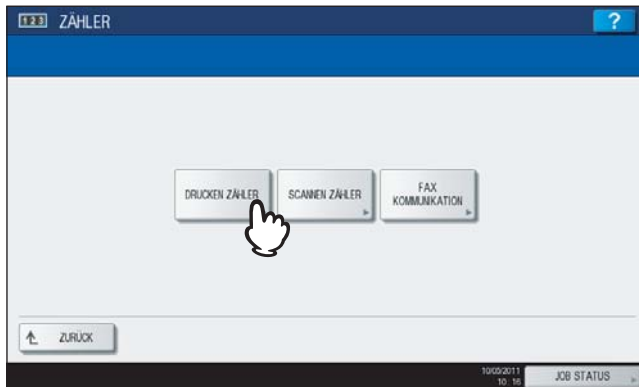 123 ZÄHLER ?
DRUCKEN ZÄHLER SCANNEN ZÄHLER FAX
KOMMUNIKATION
ZURÜCK
10/05/2011
10:16 JOB STATUS